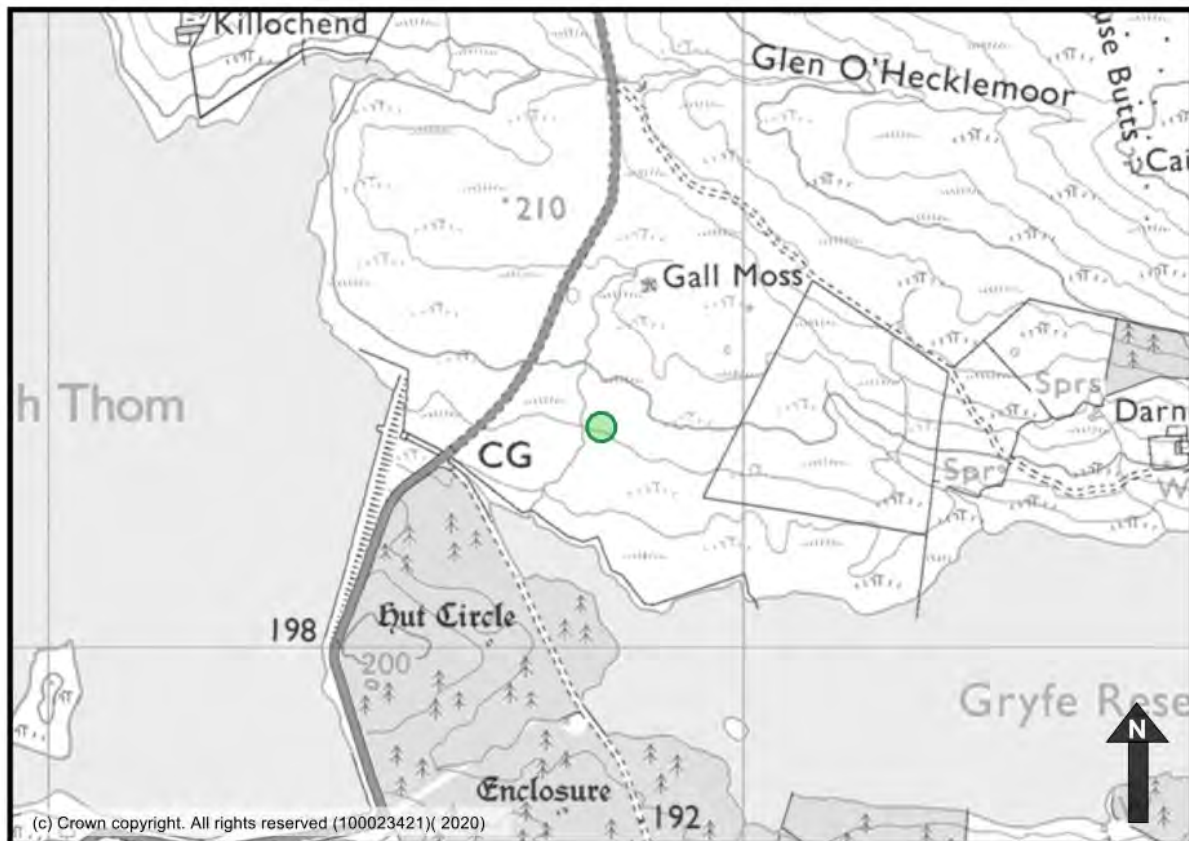 Killochend
Glen O'Hecklemoor
use Butts
Cai
210
Gall Moss
h Thom
Sprs
Darn
CG
Sprs
W
Hut Circle
198
200
Gryfe Rese
N
Enclosure
192
(c) Crown copyright. All rights reserved (100023421)( 2020)